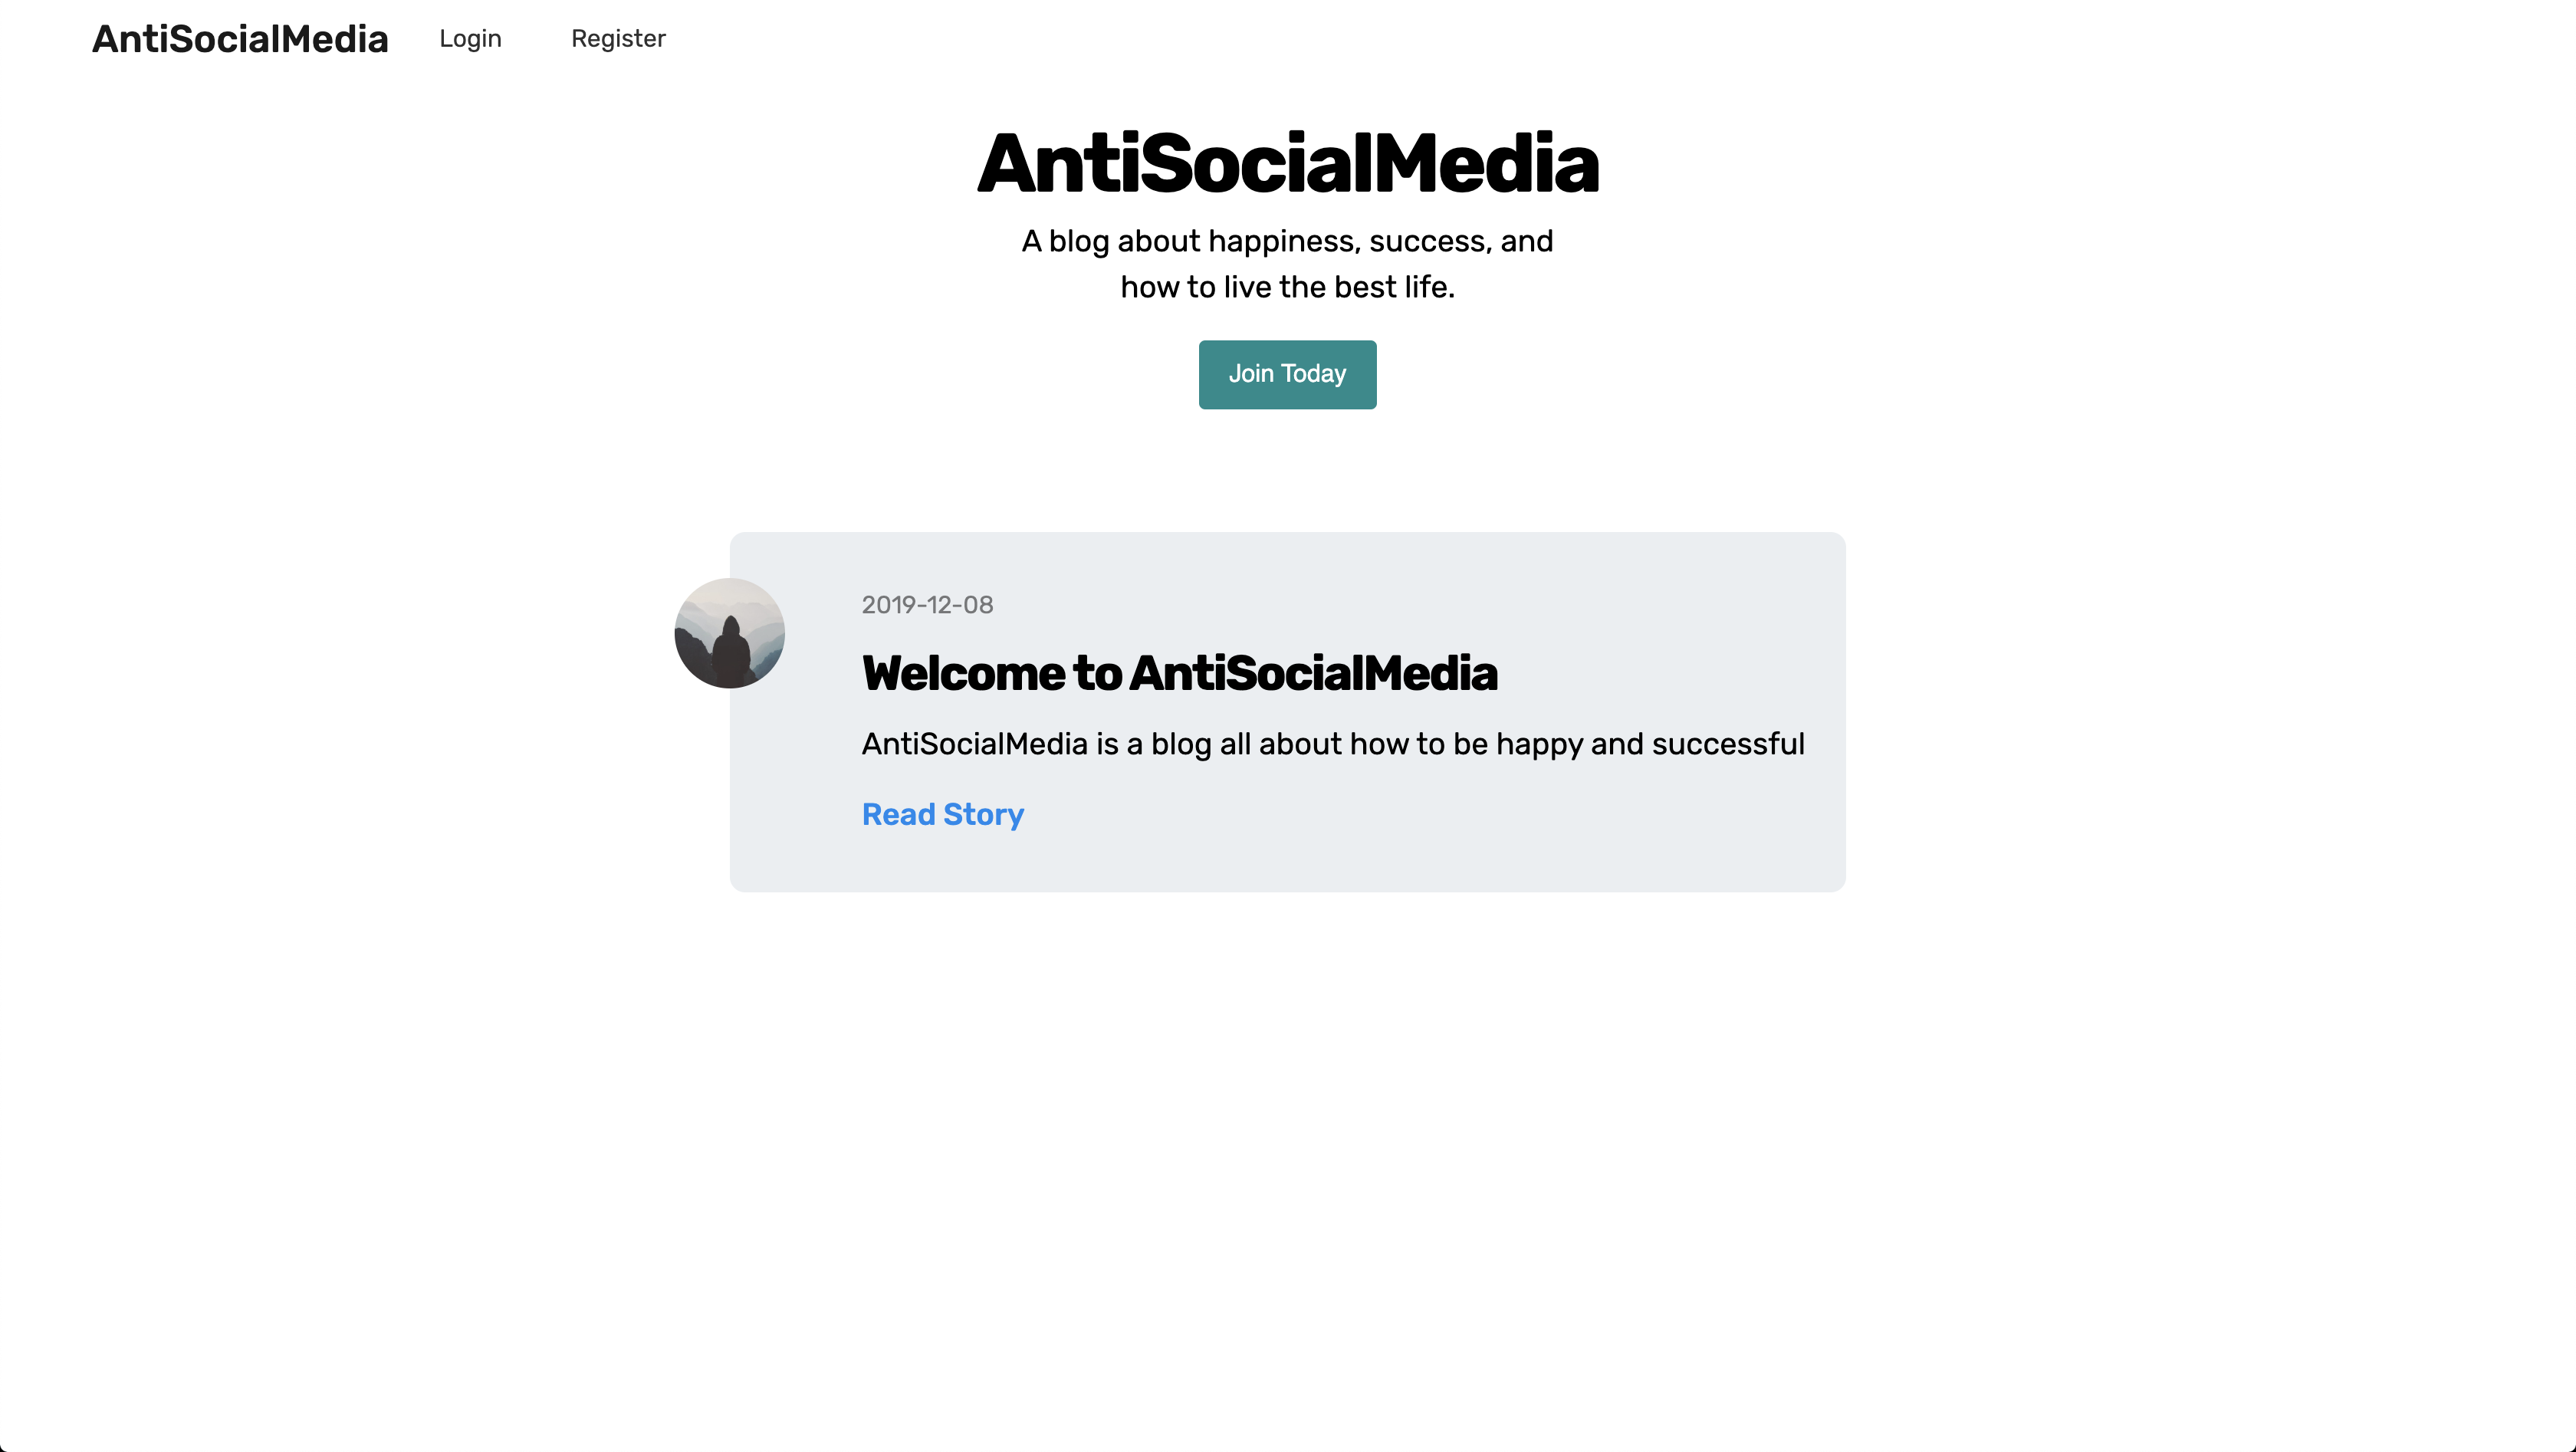 AntiSocialMedia Login Register
AntiSocialMedia
A blog about happiness, success, and
how to live the best life.
Join Today
2019-12-08
Welcome to AntiSocialMedia
AntiSocialMedia is a blog all about how to be happy and successful
Read Story